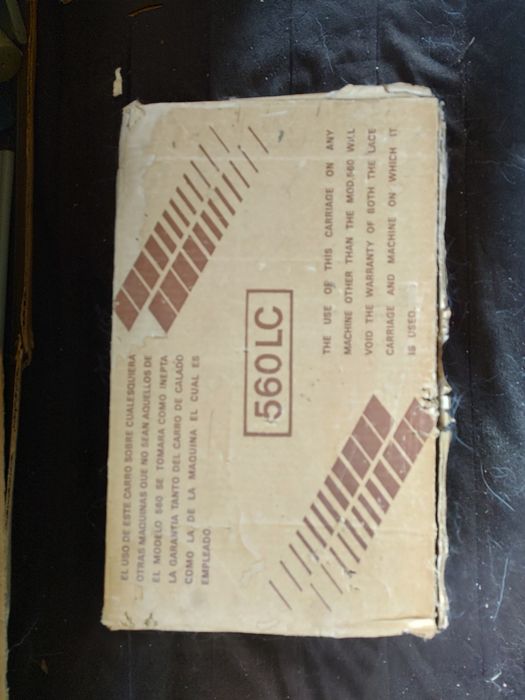 EL USO DE ESTE CARRO SOBRE CUALESQUIERA
OTRAS MAQUINAS QUE NO SEAN AQUELLOS DE
EL MODELO 560 SE TOMARA COMO INEPTA
LA GARANTIA TANTO DEL CARRO DE CALADO
COMO LA DE LA MAQUINA EL CUAL ES
EMPLEADO.
560LC
THE USE OF THIS CARRIAGE ON ANY
MACHINE OTHER THAN THE MOD.560 WILL
VOID THE WARRANTY OF BOTH THE LACE
CARRIAGE AND MACHINE ON WHICH IT
IS USED.